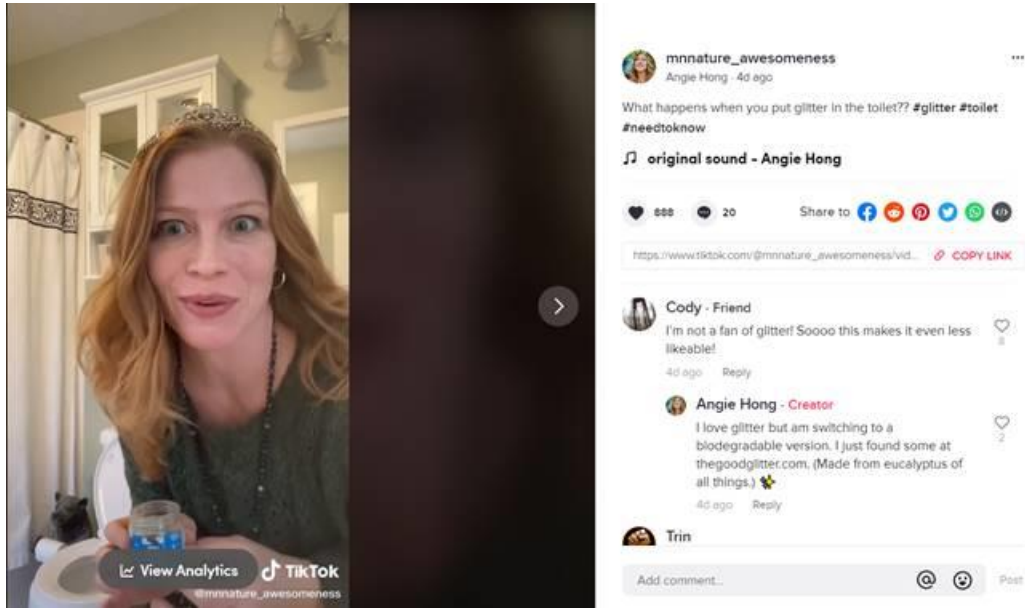 View Analytics
TikTok
@mnnature_awesomeness
mnnature_awesomeness
Angie Hong · 4d ago
What happens when you put glitter in the toilet?? #glitter #toilet
#needtoknow
original sound - Angie Hong
888
20
Share to
https://www.tiktok.com/@mnnature_awesomeness/vid...
COPY LINK
Cody · Friend
I'm not a fan of glitter! Soooo this makes it even less
likeable!
8
4d ago Reply
Angie Hong · Creator
I love glitter but am switching to a
biodegradable version. I just found some at
thegoodglitter.com. (Made from eucalyptus of
all things.)
2
4d ago Reply
Trin
Add comment...
Post